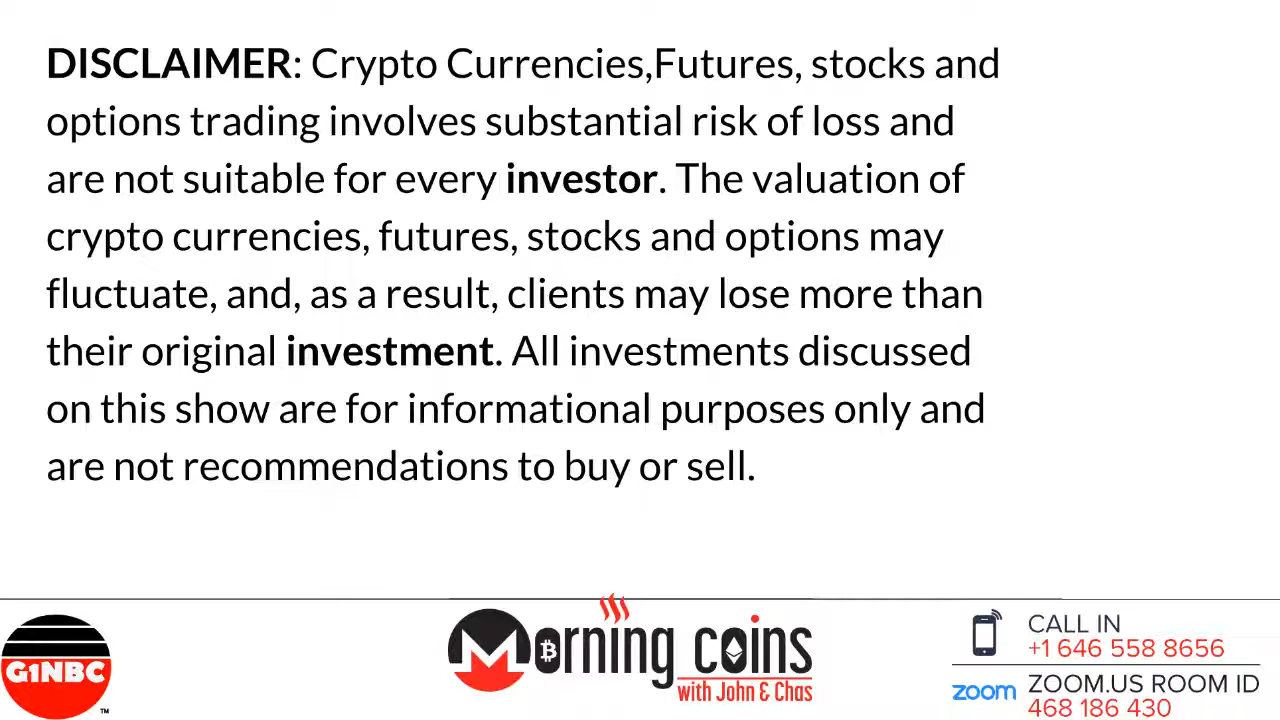 DISCLAIMER: Crypto Currencies,Futures, stocks and
options trading involves substantial risk of loss and
are not suitable for every investor. The valuation of
crypto currencies, futures, stocks and options may
fluctuate, and, as a result, clients may lose more than
their original investment. All investments discussed
on this show are for informational purposes only and
are not recommendations to buy or sell.
G1NBC
TM
Morning coins
with John & Chas
CALL IN
+1 646 558 8656
zoom
ZOOM.US ROOM ID
468 186 430